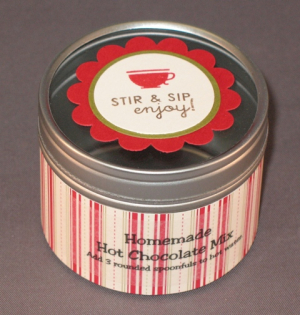 STIR & SIP
enjoy!
Homemade
Hot Chocolate Mix
Add 3 rounded spoonfuls to hot water